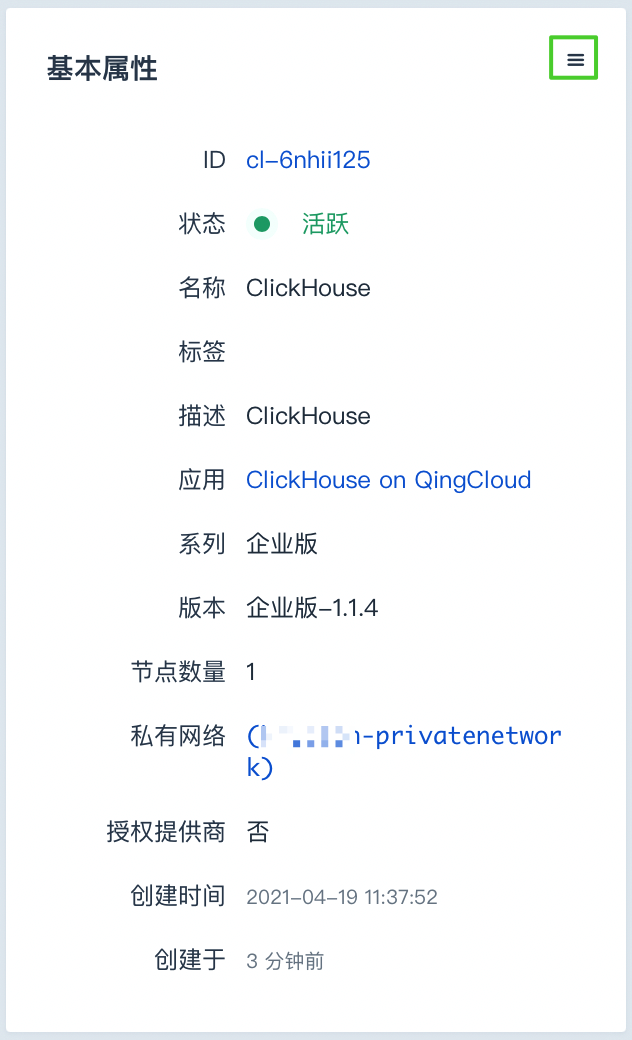 基本属性
ID cl-6nhii125
状态 活跃
名称 ClickHouse
标签
描述 ClickHouse
应用 ClickHouse on QingCloud
系列 企业版
版本 企业版-1.1.4
节点数量 1
私有网络 (-privatenetwor
k)
授权提供商 否
创建时间 2021-04-19 11:37:52
创建于 3 分钟前